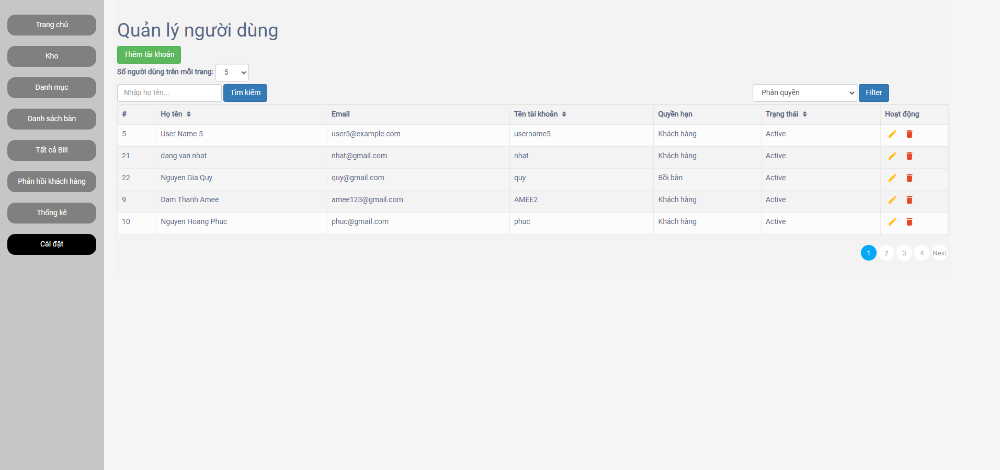 Trang chủ
Kho
Danh mục
Danh sách bàn
Tất cả Bill
Phản hồi khách hàng
Thống kê
Cài đặt
Quản lý người dùng
Thêm tài khoản
Số người dùng trên mỗi trang: 5
Nhập họ tên... Tìm kiếm Phân quyền Filter
# Họ tên Email Tên tài khoản Quyền hạn Trạng thái Hoạt động
5 User Name 5 user5@example.com username5 Khách hàng Active
21 dang van nhat nhat@gmail.com nhat Khách hàng Active
22 Nguyen Gia Quy quy@gmail.com quy Bồi bàn Active
9 Dam Thanh Amee amee123@gmail.com AMEE2 Khách hàng Active
10 Nguyen Hoang Phuc phuc@gmail.com phuc Khách hàng Active
1 2 3 4 Next